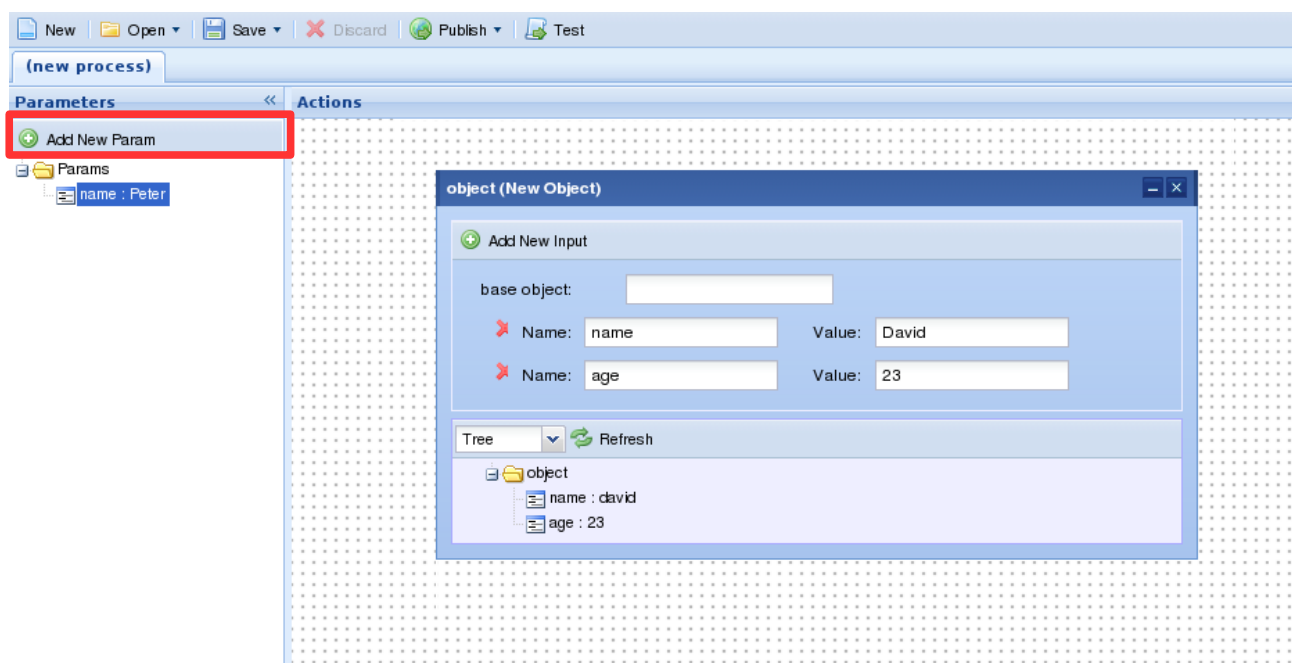 New Open Save Discard Publish Test
(new process)
Parameters « Actions
Add New Param
Params
name : Peter
object (New Object)
Add New Input
base object:
Name: name Value: David
Name: age Value: 23
Tree Refresh
object
name : david
age : 23